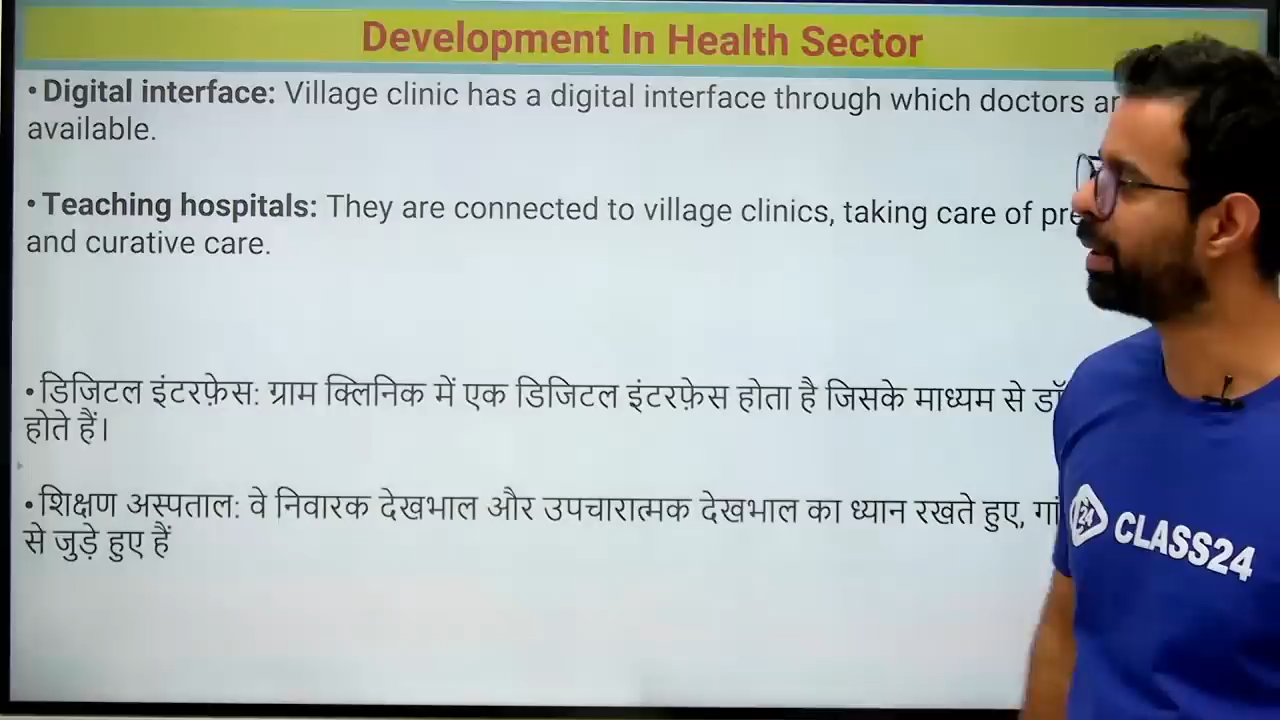 Development In Health Sector
• Digital interface: Village clinic has a digital interface through which doctors
available.
• Teaching hospitals: They are connected to village clinics, taking care of
and curative care.
• डिजिटल इंटरफ़ेस: ग्राम क्लिनिक में एक डिजिटल इंटरफ़ेस होता है जिसके माध्यम से
होते हैं।
• शिक्षण अस्पताल: वे निवारक देखभाल और उपचारात्मक देखभाल का ध्यान रखते हुए,
से जुड़े हुए हैं
24 CLASS24